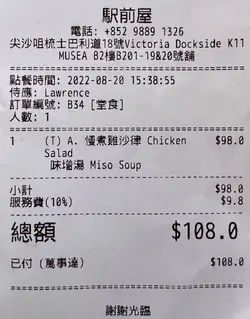 駅前屋
電話: +852 9889 1326
尖沙咀梳士巴利道18號Victoria Dockside K11
MUSEA B2樓B201-19&20號舖
點餐時間: 2022-08-20 15:38:55
侍應: Lawrence
訂單編號: B34 [堂食]
人數: 1
1 (T) A. 慢煮雞沙律 Chicken $98.0
Salad
味增湯 Miso Soup
小計 $98.0
服務費(10%) $9.8
總額 $108.0
已付 (萬事達) $108.0
謝謝光臨